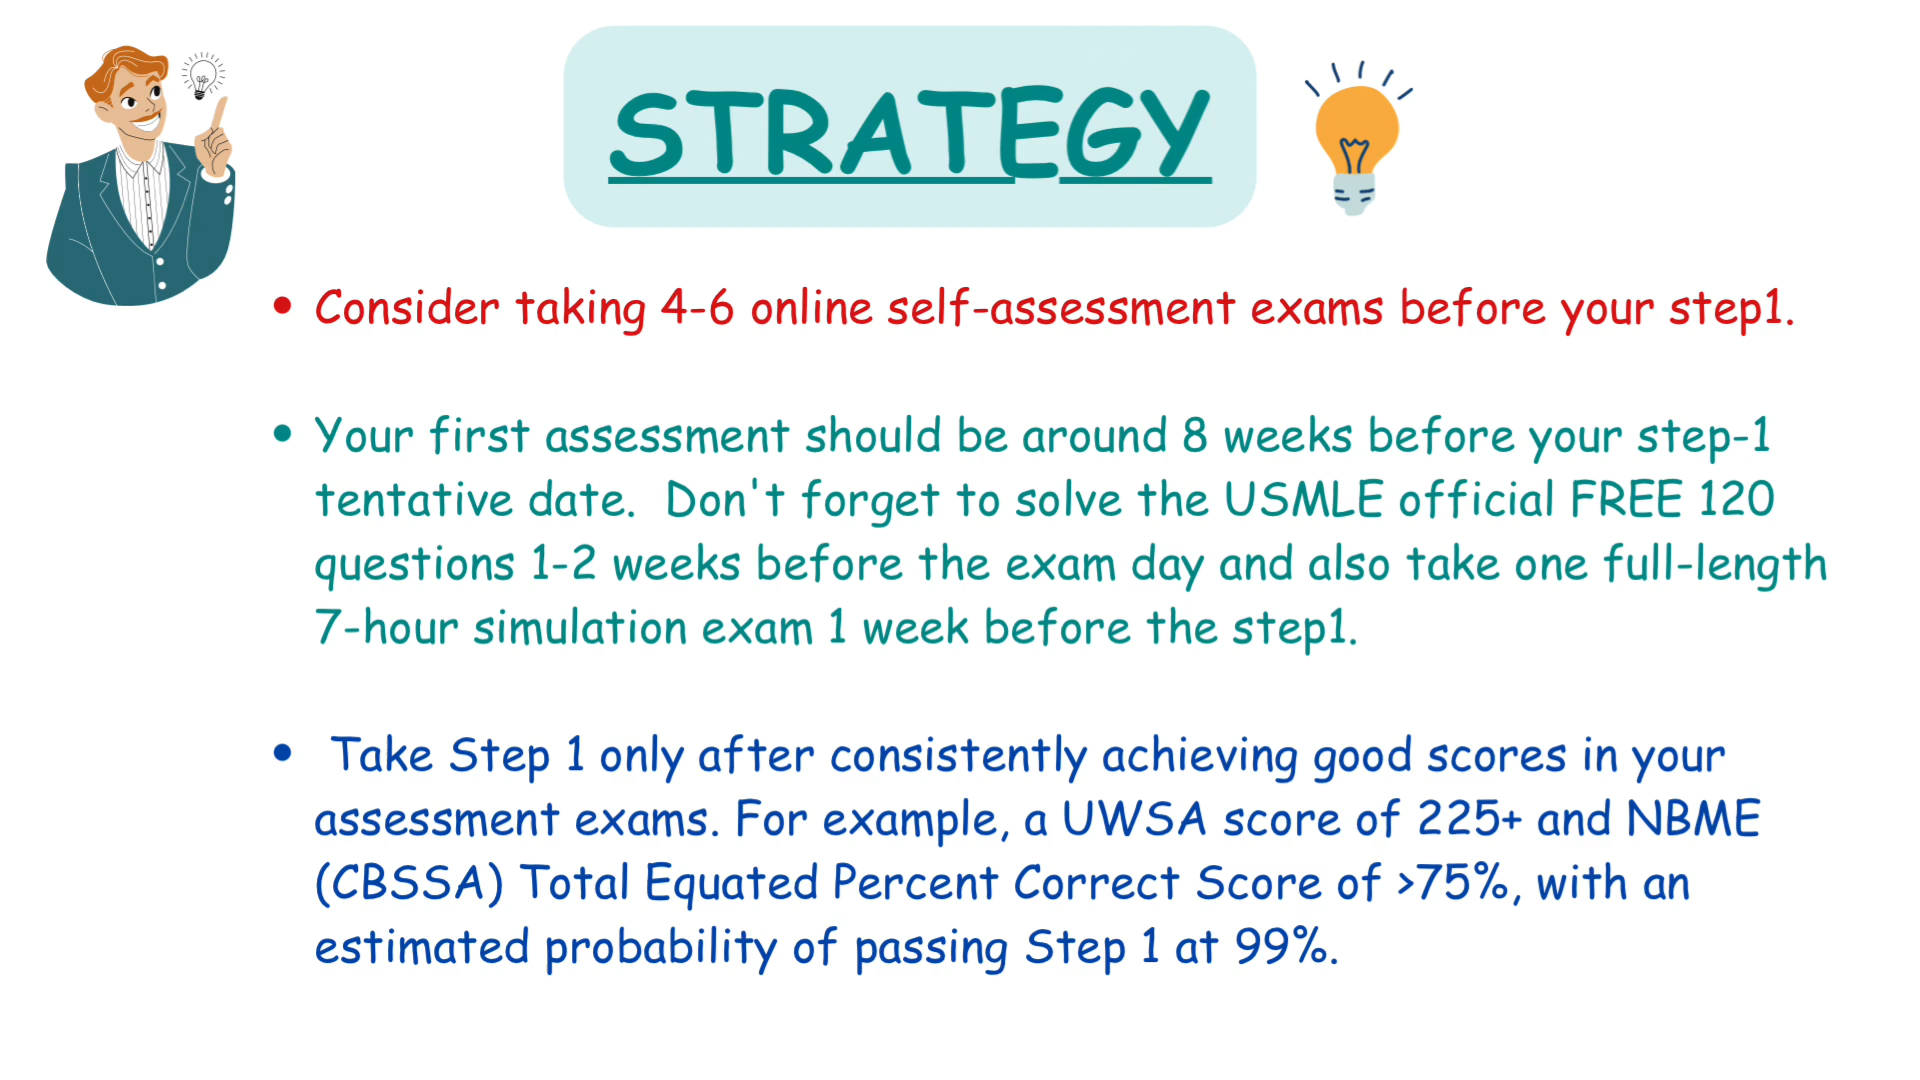 STRATEGY
• Consider taking 4-6 online self-assessment exams before your step1.
• Your first assessment should be around 8 weeks before your step-1
tentative date.  Don't forget to solve the USMLE official FREE 120
questions 1-2 weeks before the exam day and also take one full-length
7-hour simulation exam 1 week before the step1.
•  Take Step 1 only after consistently achieving good scores in your
assessment exams. For example, a UWSA score of 225+ and NBME
(CBSSA) Total Equated Percent Correct Score of >75%, with an
estimated probability of passing Step 1 at 99%.